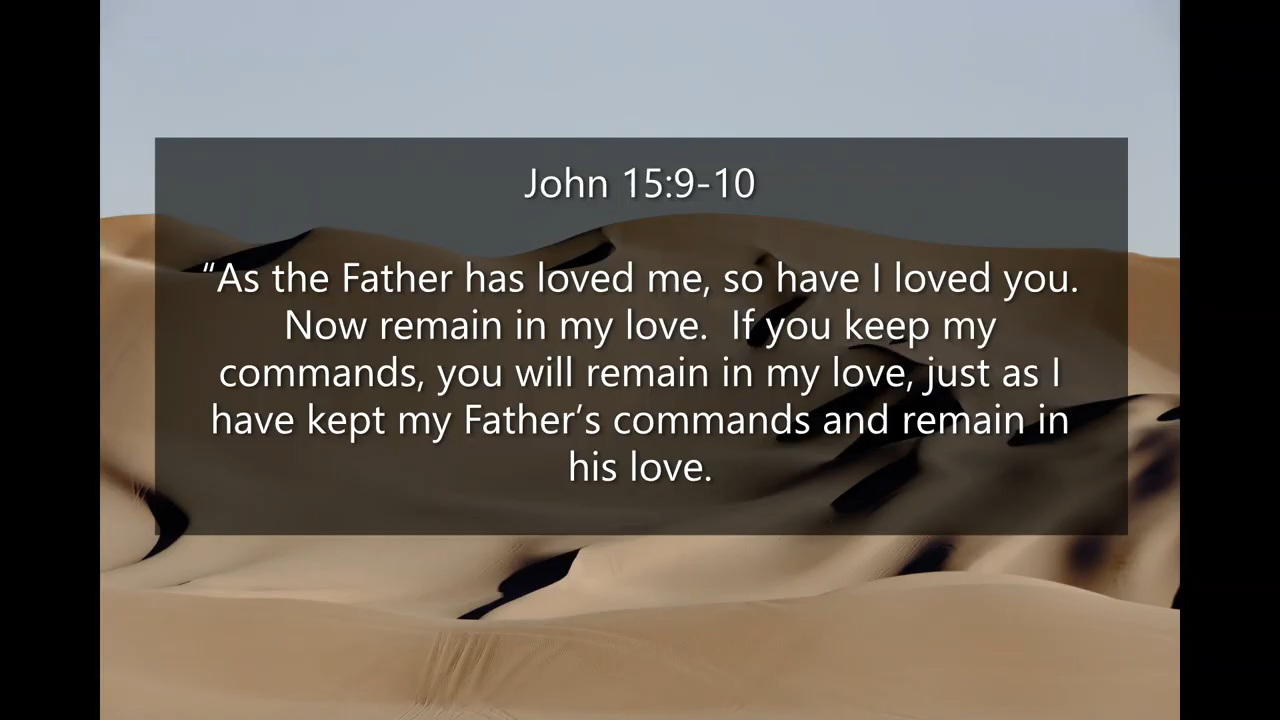 John 15:9-10
“As the Father has loved me, so have I loved you.
Now remain in my love.  If you keep my
commands, you will remain in my love, just as I
have kept my Father’s commands and remain in
his love.